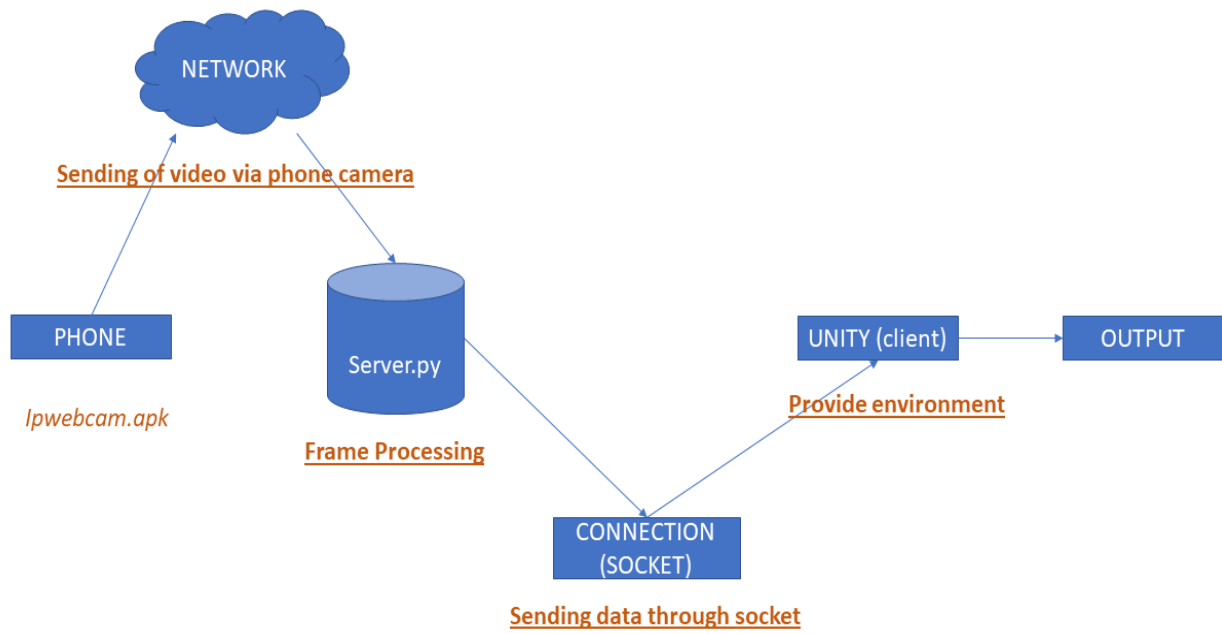 NETWORK
Sending of video via phone camera
PHONE
Ipwebcam.apk
Server.py
Frame Processing
CONNECTION
(SOCKET)
Sending data through socket
UNITY (client)
Provide environment
OUTPUT